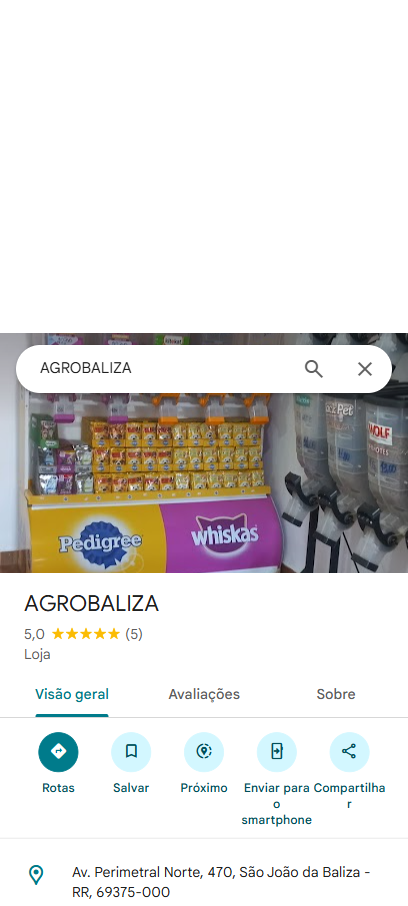 AGROBALIZA
WOLF
Pedigree
whiskas
AGROBALIZA
5,0 ★★★★★ (5)
Loja
Visão geral Avaliações Sobre
Rotas Salvar Próximo Enviar para o smartphone Compartilhar
Av. Perimetral Norte, 470, São João da Baliza -
RR, 69375-000